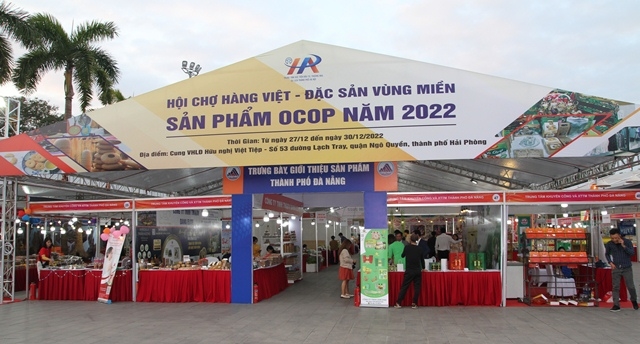 HỘI CHỢ HÀNG VIỆT - ĐẶC SẢN VÙNG MIỀN
SẢN PHẨM OCOP NĂM 2022
Thời Gian: Từ ngày 27/12 đến ngày 30/12/2022
Địa điểm: Cung VHLĐ Hữu nghị Việt Tiệp - Số 53 đường Lạch Tray, quận Ngô Quyền, thành phố Hải Phòng
TRƯNG BÀY, GIỚI THIỆU SẢN PHẨM
THÀNH PHỐ ĐÀ NẴNG